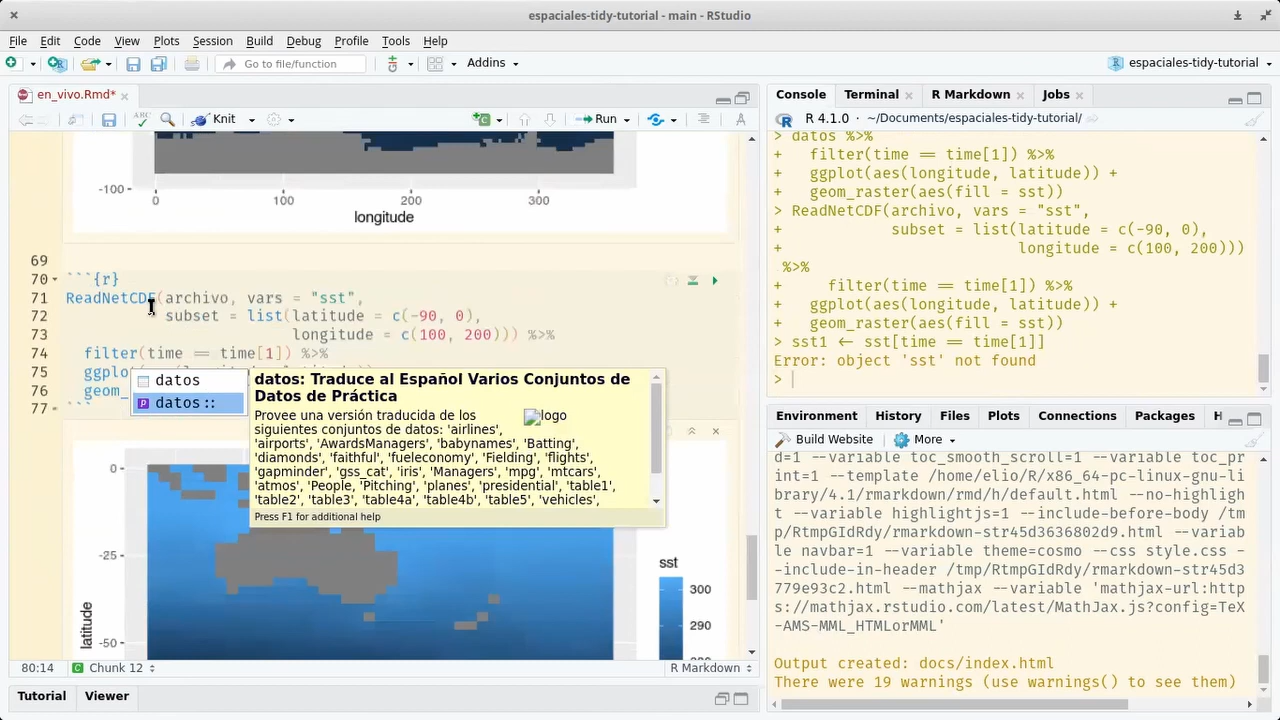 espaciales-tidy-tutorial - main - RStudio
File Edit Code View Plots Session Build Debug Profile Tools Help
Go to file/function
Addins
espaciales-tidy-tutorial
en_vivo.Rmd*
Knit
Run
-100
0 100 200 300
longitude
69
70 ```{r}
71 ReadNetCDF(archivo, vars = "sst",
72 subset = list(latitude = c(-90, 0),
73 longitude = c(100, 200))) %>%
74 filter(time == time[1]) %>%
75 ggplot
76 geom_
77 ```
datos
datos::
datos: Traduce al Español Varios Conjuntos de
Datos de Práctica
Provee una versión traducida de los
siguientes conjuntos de datos: 'airlines',
'airports', 'AwardsManagers', 'babynames', 'Batting',
'diamonds', 'faithful', 'fueleconomy', 'Fielding', 'flights',
'gapminder', 'gss_cat', 'iris', 'Managers', 'mpg', 'mtcars',
'atmos', 'People, 'Pitching', 'planes', 'presidential', 'table1',
'table2', 'table3', 'table4a', 'table4b', 'table5', 'vehicles',
logo
Press F1 for additional help
0
-25
-50
latitude
sst
300
290
80:14 Chunk 12 R Markdown
Tutorial Viewer
Console Terminal R Markdown Jobs
R 4.1.0 · ~/Documents/espaciales-tidy-tutorial/
> datos %>%
+ filter(time == time[1]) %>%
+ ggplot(aes(longitude, latitude)) +
+ geom_raster(aes(fill = sst))
> ReadNetCDF(archivo, vars = "sst",
+ subset = list(latitude = c(-90, 0),
+ longitude = c(100, 200)))
%>%
+ filter(time == time[1]) %>%
+ ggplot(aes(longitude, latitude)) +
+ geom_raster(aes(fill = sst))
> sst1 <- sst[time == time[1]]
Error: object 'sst' not found
>
Environment History Files Plots Connections Packages H
Build Website More
d=1 --variable toc_smooth_scroll=1 --variable toc_pr
int=1 --template /home/elio/R/x86_64-pc-linux-gnu-li
brary/4.1/rmarkdown/rmd/h/default.html --no-highligh
t --variable highlightjs=1 --include-before-body /tm
p/RtmpGIdRdy/rmarkdown-str45d3636802d9.html --variab
le navbar=1 --variable theme=cosmo --css style.css -
-include-in-header /tmp/RtmpGIdRdy/rmarkdown-str45d3
779e93c2.html --mathjax --variable 'mathjax-url:http
s://mathjax.rstudio.com/latest/MathJax.js?config=TeX
-AMS-MML_HTMLorMML'
Output created: docs/index.html
There were 19 warnings (use warnings() to see them)